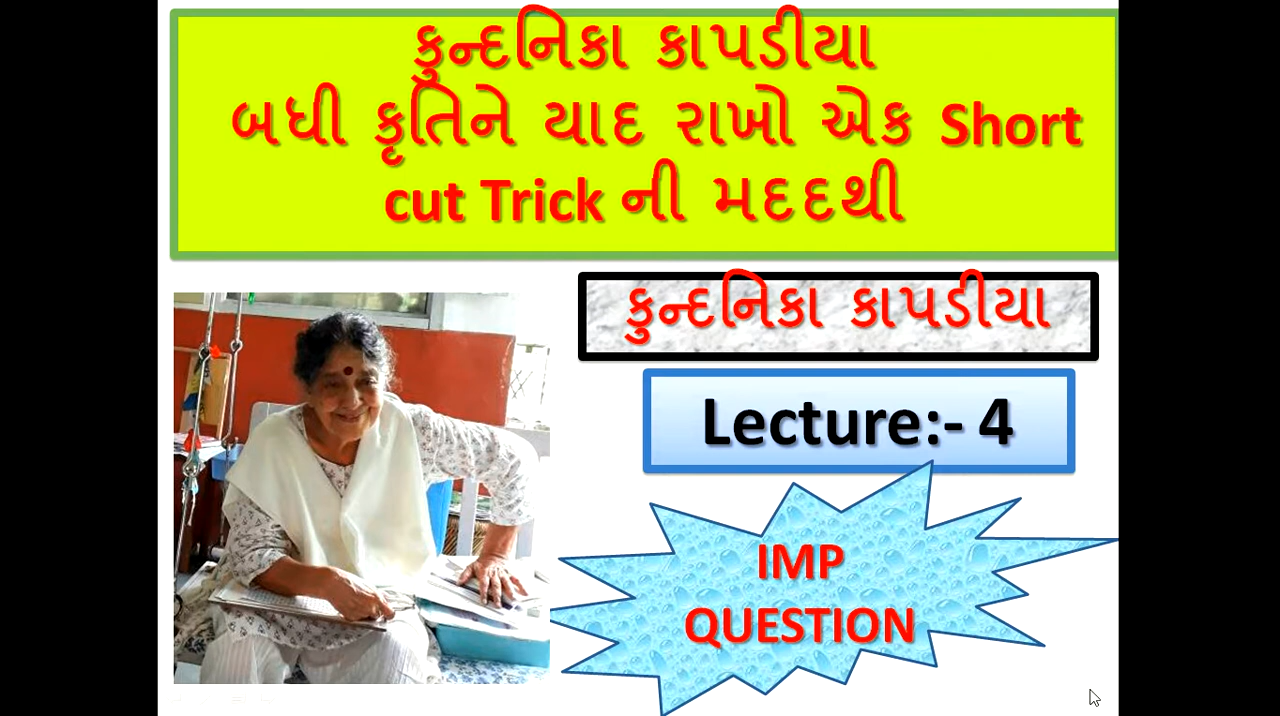 કુન્દનિકા કાપડીયા
બધી કૃતિને યાદ રાખો એક Short
cut Trick ની મદદથી
કુન્દનિકા કાપડીયા
Lecture:- 4
IMP
QUESTION